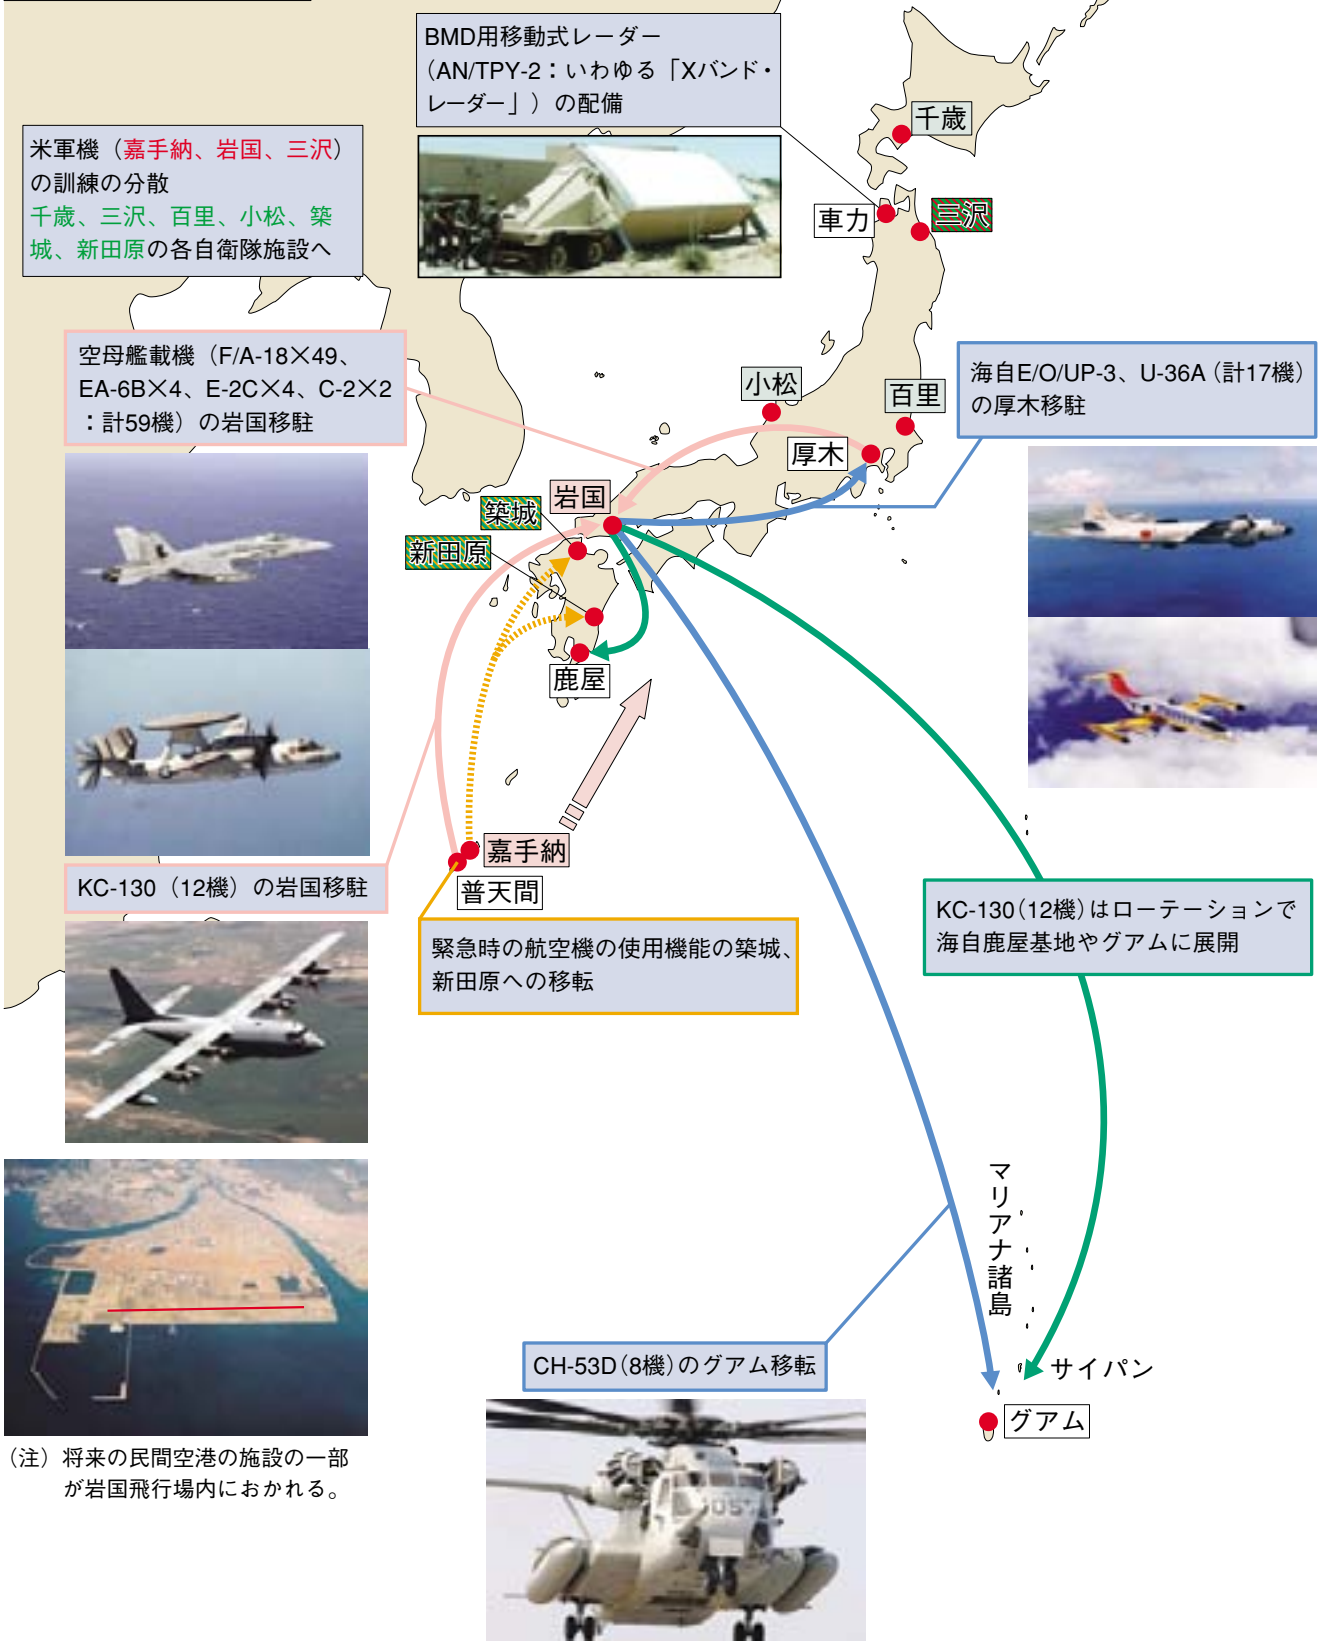 BMD用移動式レーダー
（AN/TPY-2：いわゆる「Xバンド・
レーダー」）の配備
千歳
米軍機（嘉手納、岩国、三沢）
の訓練の分散
千歳、三沢、百里、小松、築
城、新田原の各自衛隊施設へ
車力
三沢
空母艦載機（F/A-18×49、
EA-6B×4、E-2C×4、C-2×2
：計59機）の岩国移駐
小松
百里
海自E/O/UP-3、U-36A（計17機）
の厚木移駐
厚木
岩国
築城
新田原
鹿屋
嘉手納
普天間
KC-130（12機）の岩国移駐
緊急時の航空機の使用機能の築城、
新田原への移転
KC-130（12機）はローテーションで
海自鹿屋基地やグアムに展開
マリアナ諸島
CH-53D（8機）のグアム移転
サイパン
グアム
（注）将来の民間空港の施設の一部
が岩国飛行場内におかれる。